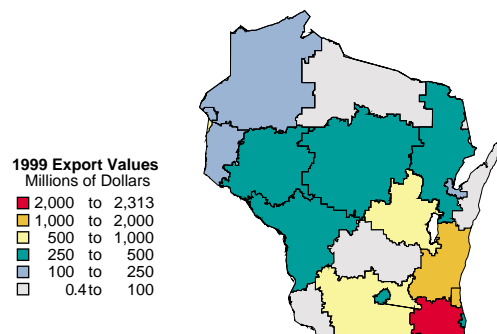 1999 Export Values
Millions of Dollars
2,000 to 2,313
1,000 to 2,000
500 to 1,000
250 to 500
100 to 250
0.4 to 100